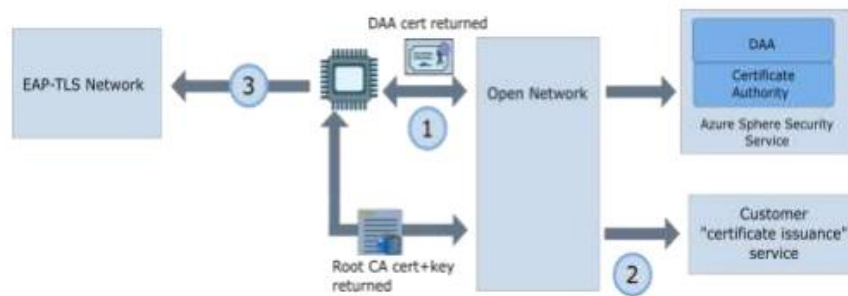 DAA cert returned
EAP-TLS Network
3
1
Open Network
DAA
Certificate
Authority
Azure Sphere Security
Service
Root CA cert+key
returned
2
Customer
"certificate issuance"
service